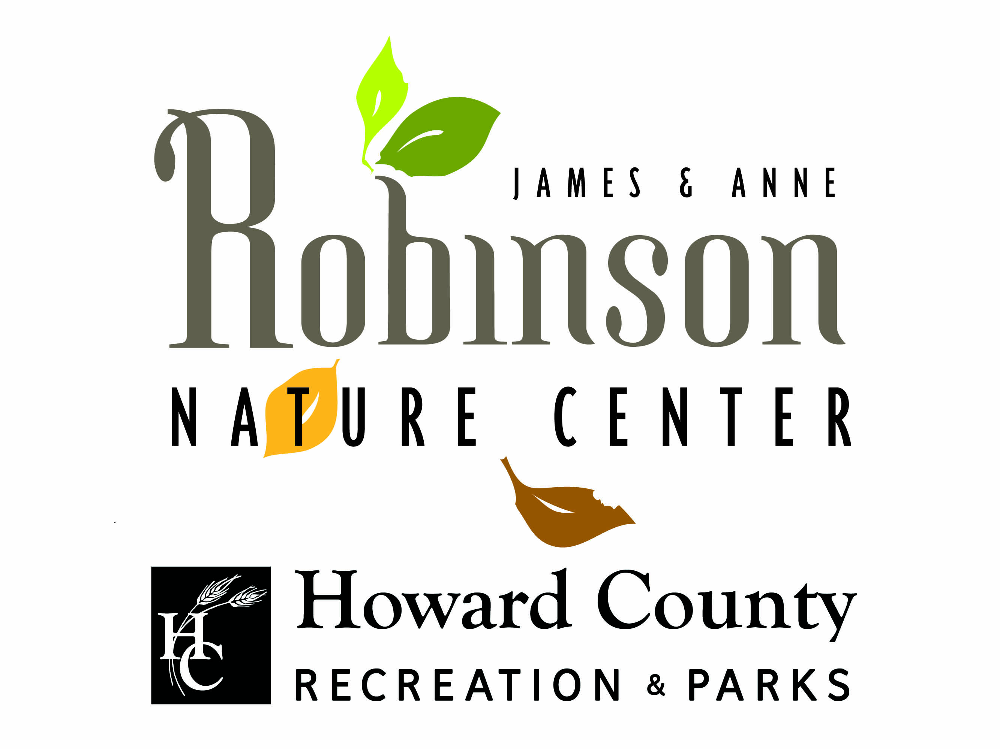 JAMES & ANNE
Robinson
NATURE CENTER
HC
Howard County
RECREATION & PARKS